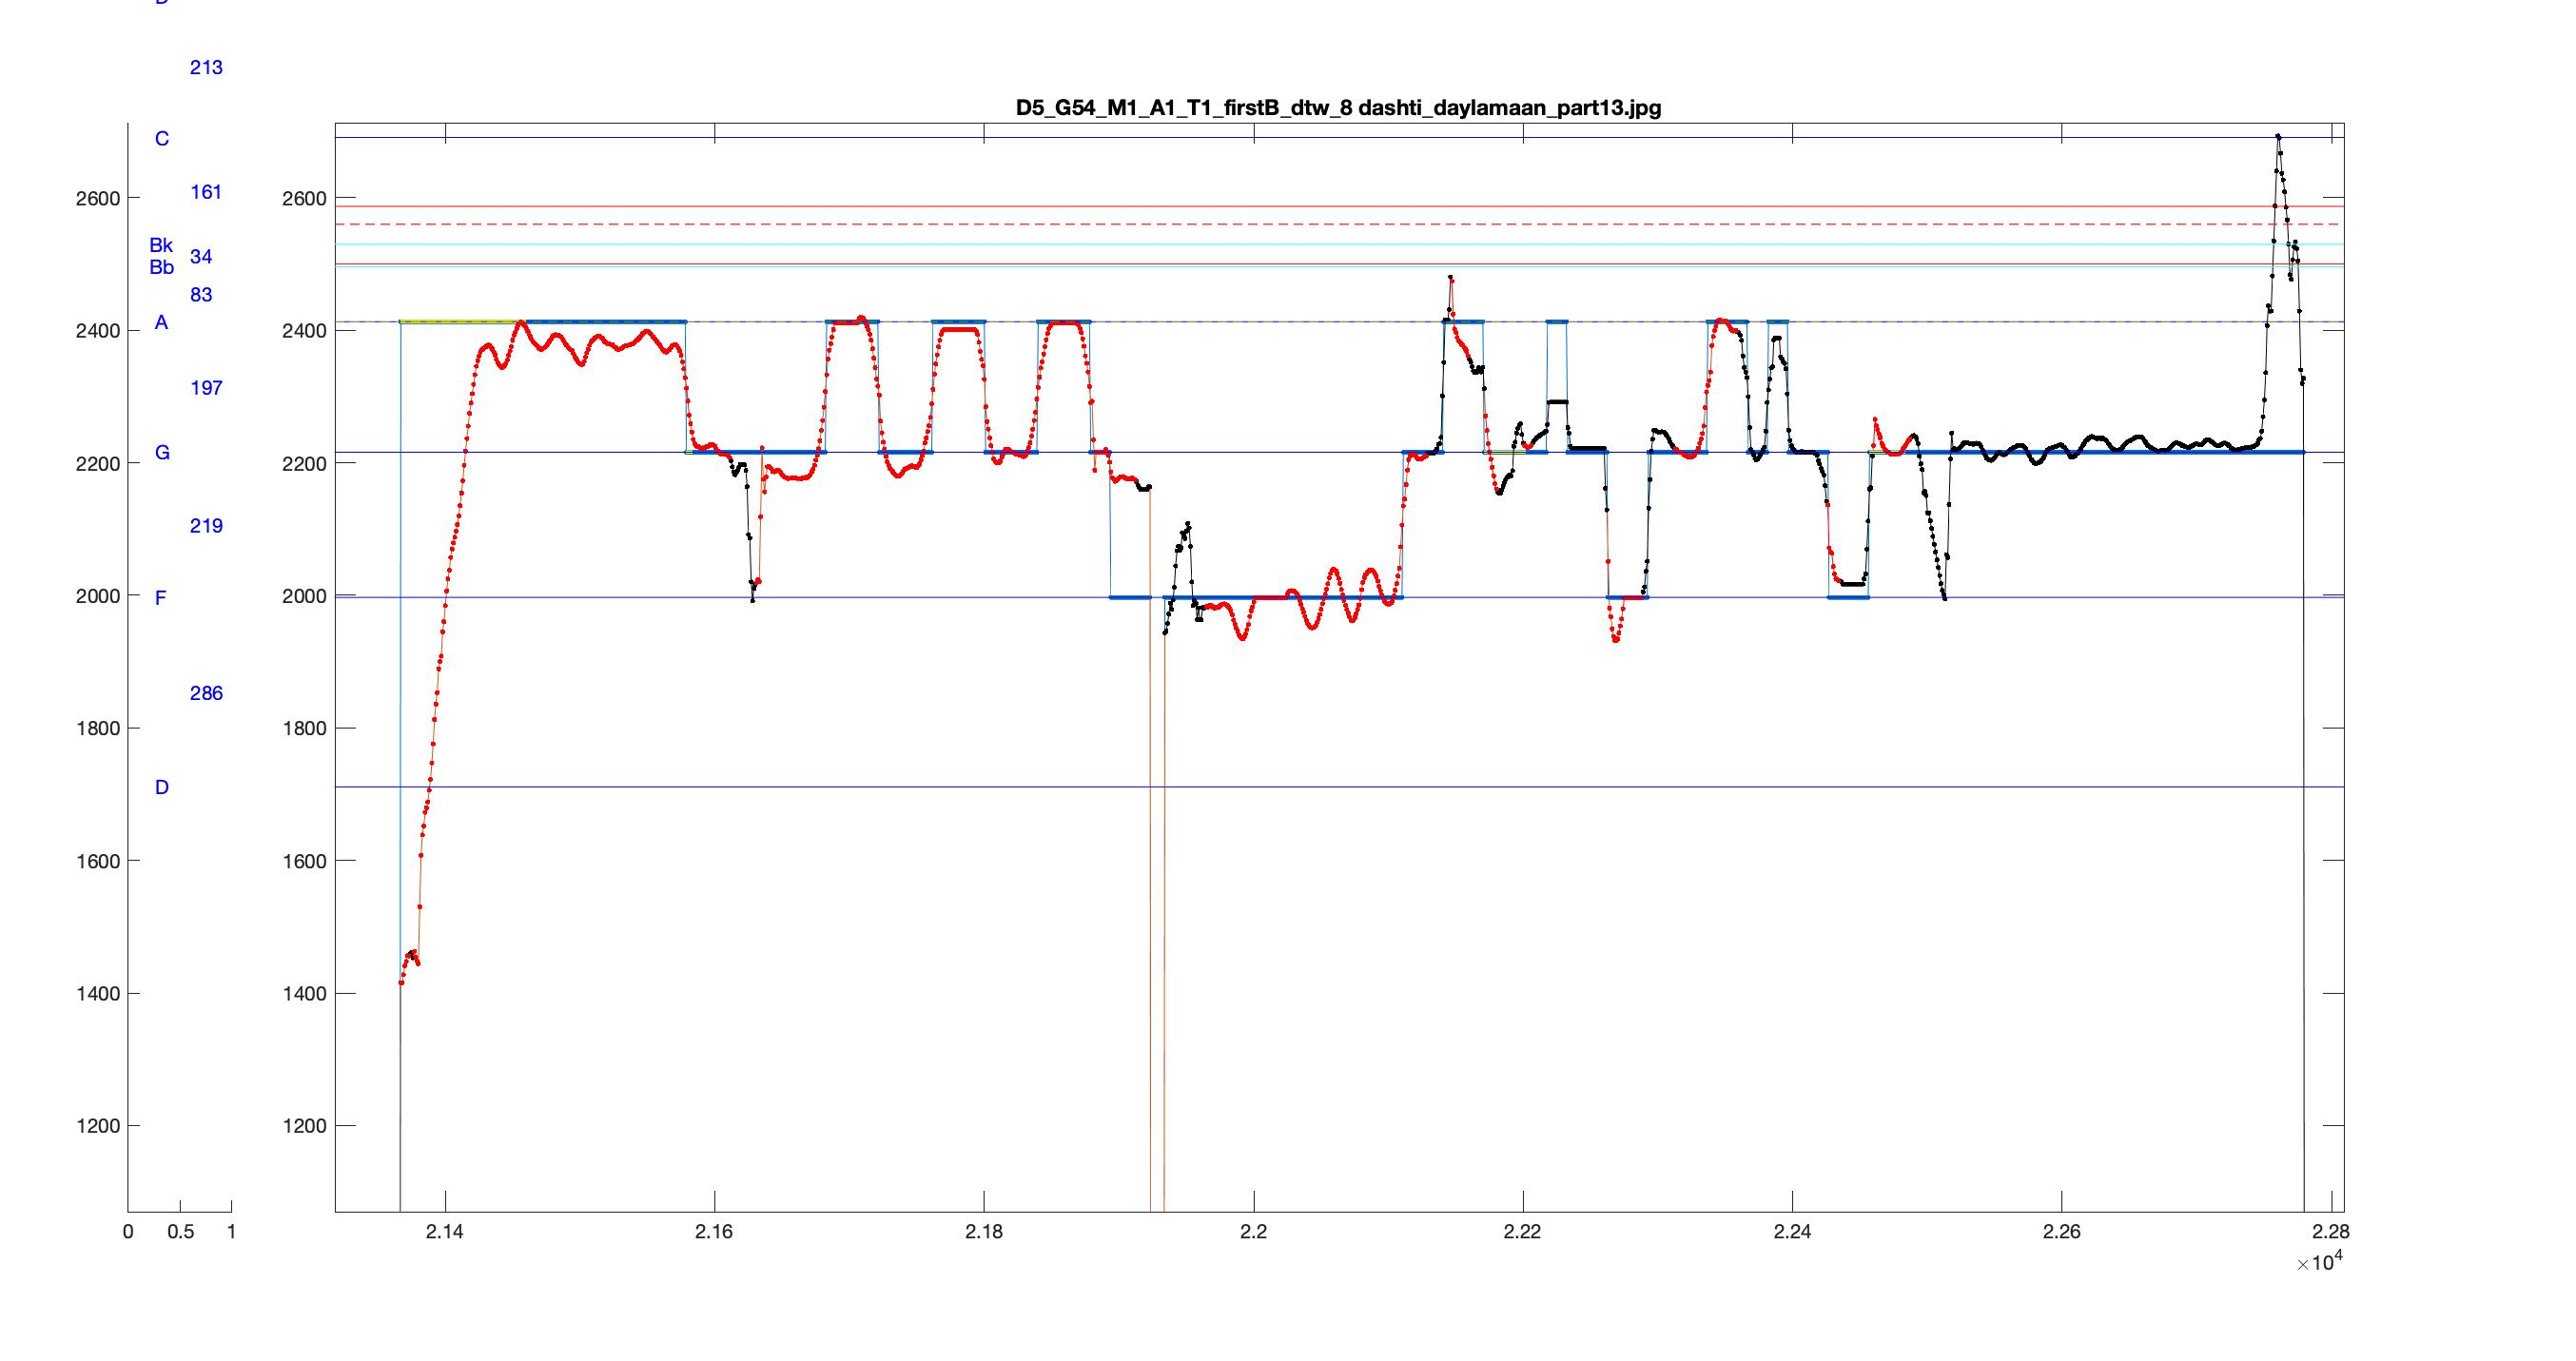 213
D5_G54_M1_A1_T1_firstB_dtw_8 dashti_daylamaan_part13.jpg
C
2600 161 2600
Bk
34
Bb
83
2400 A 2400
197
2200 G 2200
219
2000 F 2000
286
1800 1800
D
1600 1600
1400 1400
1200 1200
0 0.5 1 2.14 2.16 2.18 2.2 2.22 2.24 2.26 2.28
×10⁴